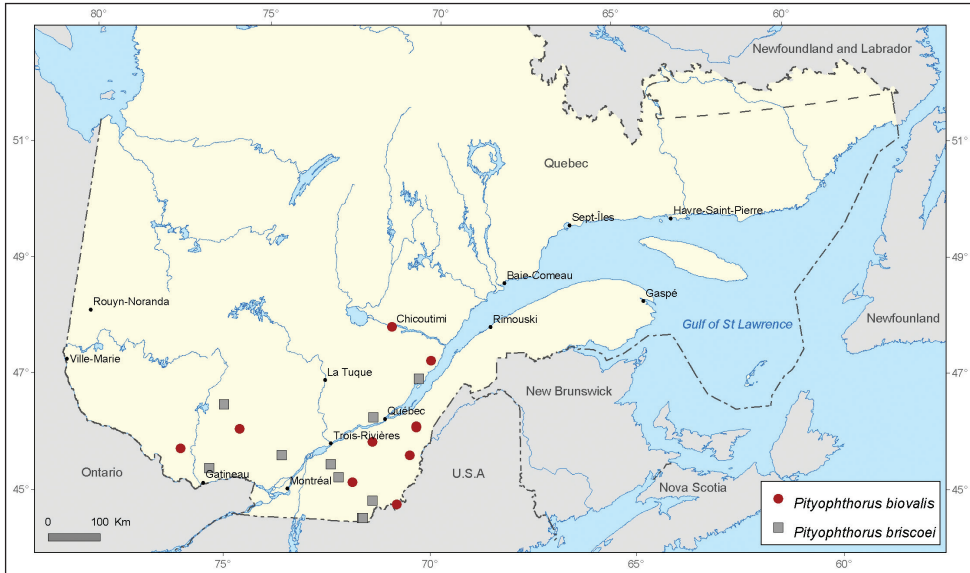 80° 75° 70° 65° 60°
Newfoundland and Labrador
51° 51°
Quebec
Sept-Îles
Havre-Saint-Pierre
49° 49°
Baie-Comeau
Rouyn-Noranda
Gaspé
Chicoutimi
Rimouski
Gulf of St Lawrence
Newfoundland
Ville-Marie
47° 47°
La Tuque
New Brunswick
Québec
Trois-Rivières
Ontario
Gatineau
Montréal
U.S.A
Nova Scotia
45° 45°
Pityophthorus biovalis
Pityophthorus briscoei
0 100 Km
75° 70° 65° 60°